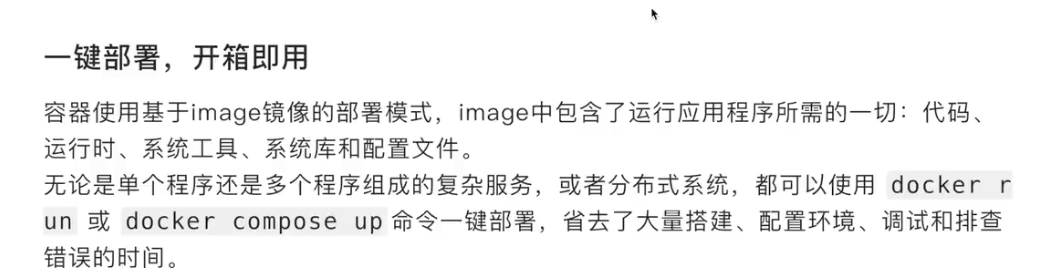 一键部署，开箱即用
容器使用基于image镜像的部署模式，image中包含了运行应用程序所需的一切：代码、
运行时、系统工具、系统库和配置文件。
无论是单个程序还是多个程序组成的复杂服务，或者分布式系统，都可以使用 docker r
un 或 docker compose up 命令一键部署，省去了大量搭建、配置环境、调试和排查
错误的时间。